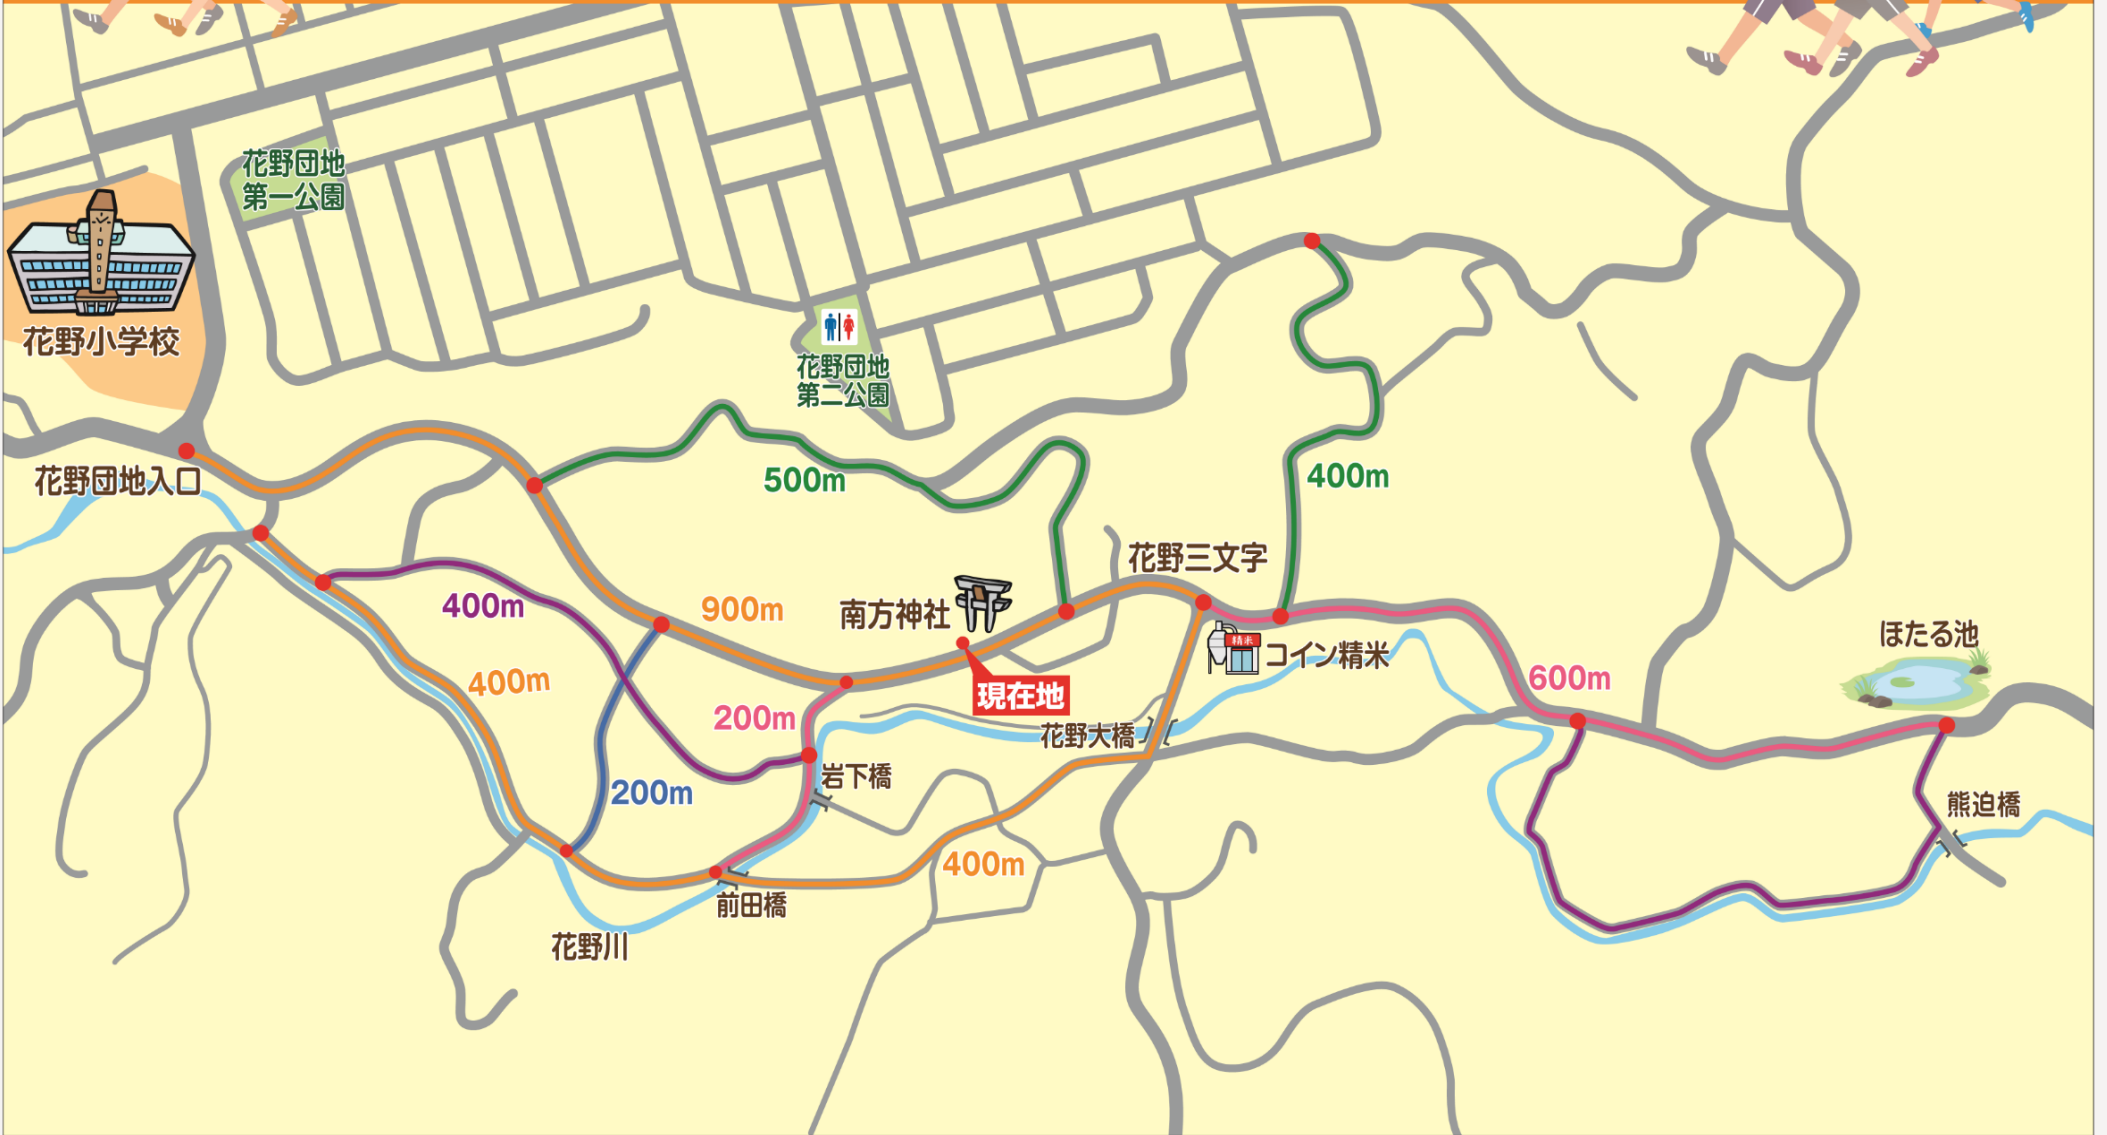 花野団地
第一公園
花野小学校
花野団地
第二公園
花野団地入口
500m
400m
花野三文字
400m
900m
南方神社
精米
コイン精米
ほたる池
400m
600m
現在地
200m
花野大橋
岩下橋
200m
熊迫橋
400m
前田橋
花野川